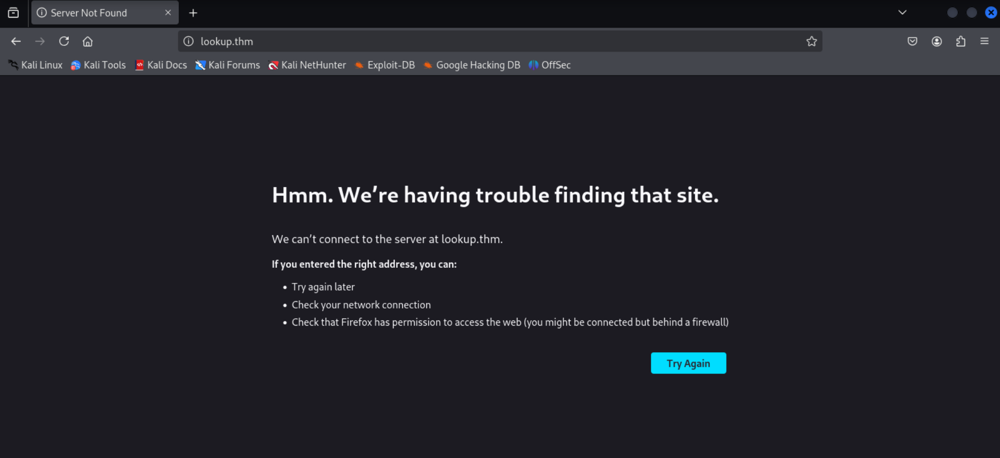 Server Not Found
lookup.thm
Kali Linux Kali Tools Kali Docs Kali Forums Kali NetHunter Exploit-DB Google Hacking DB OffSec
Hmm. We’re having trouble finding that site.
We can’t connect to the server at lookup.thm.
If you entered the right address, you can:
Try again later
Check your network connection
Check that Firefox has permission to access the web (you might be connected but behind a firewall)
Try Again